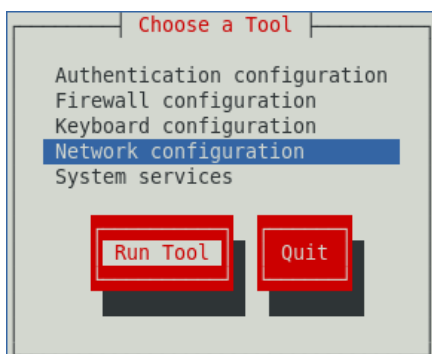 Choose a Tool
Authentication configuration
Firewall configuration
Keyboard configuration
Network configuration
System services
Run Tool Quit